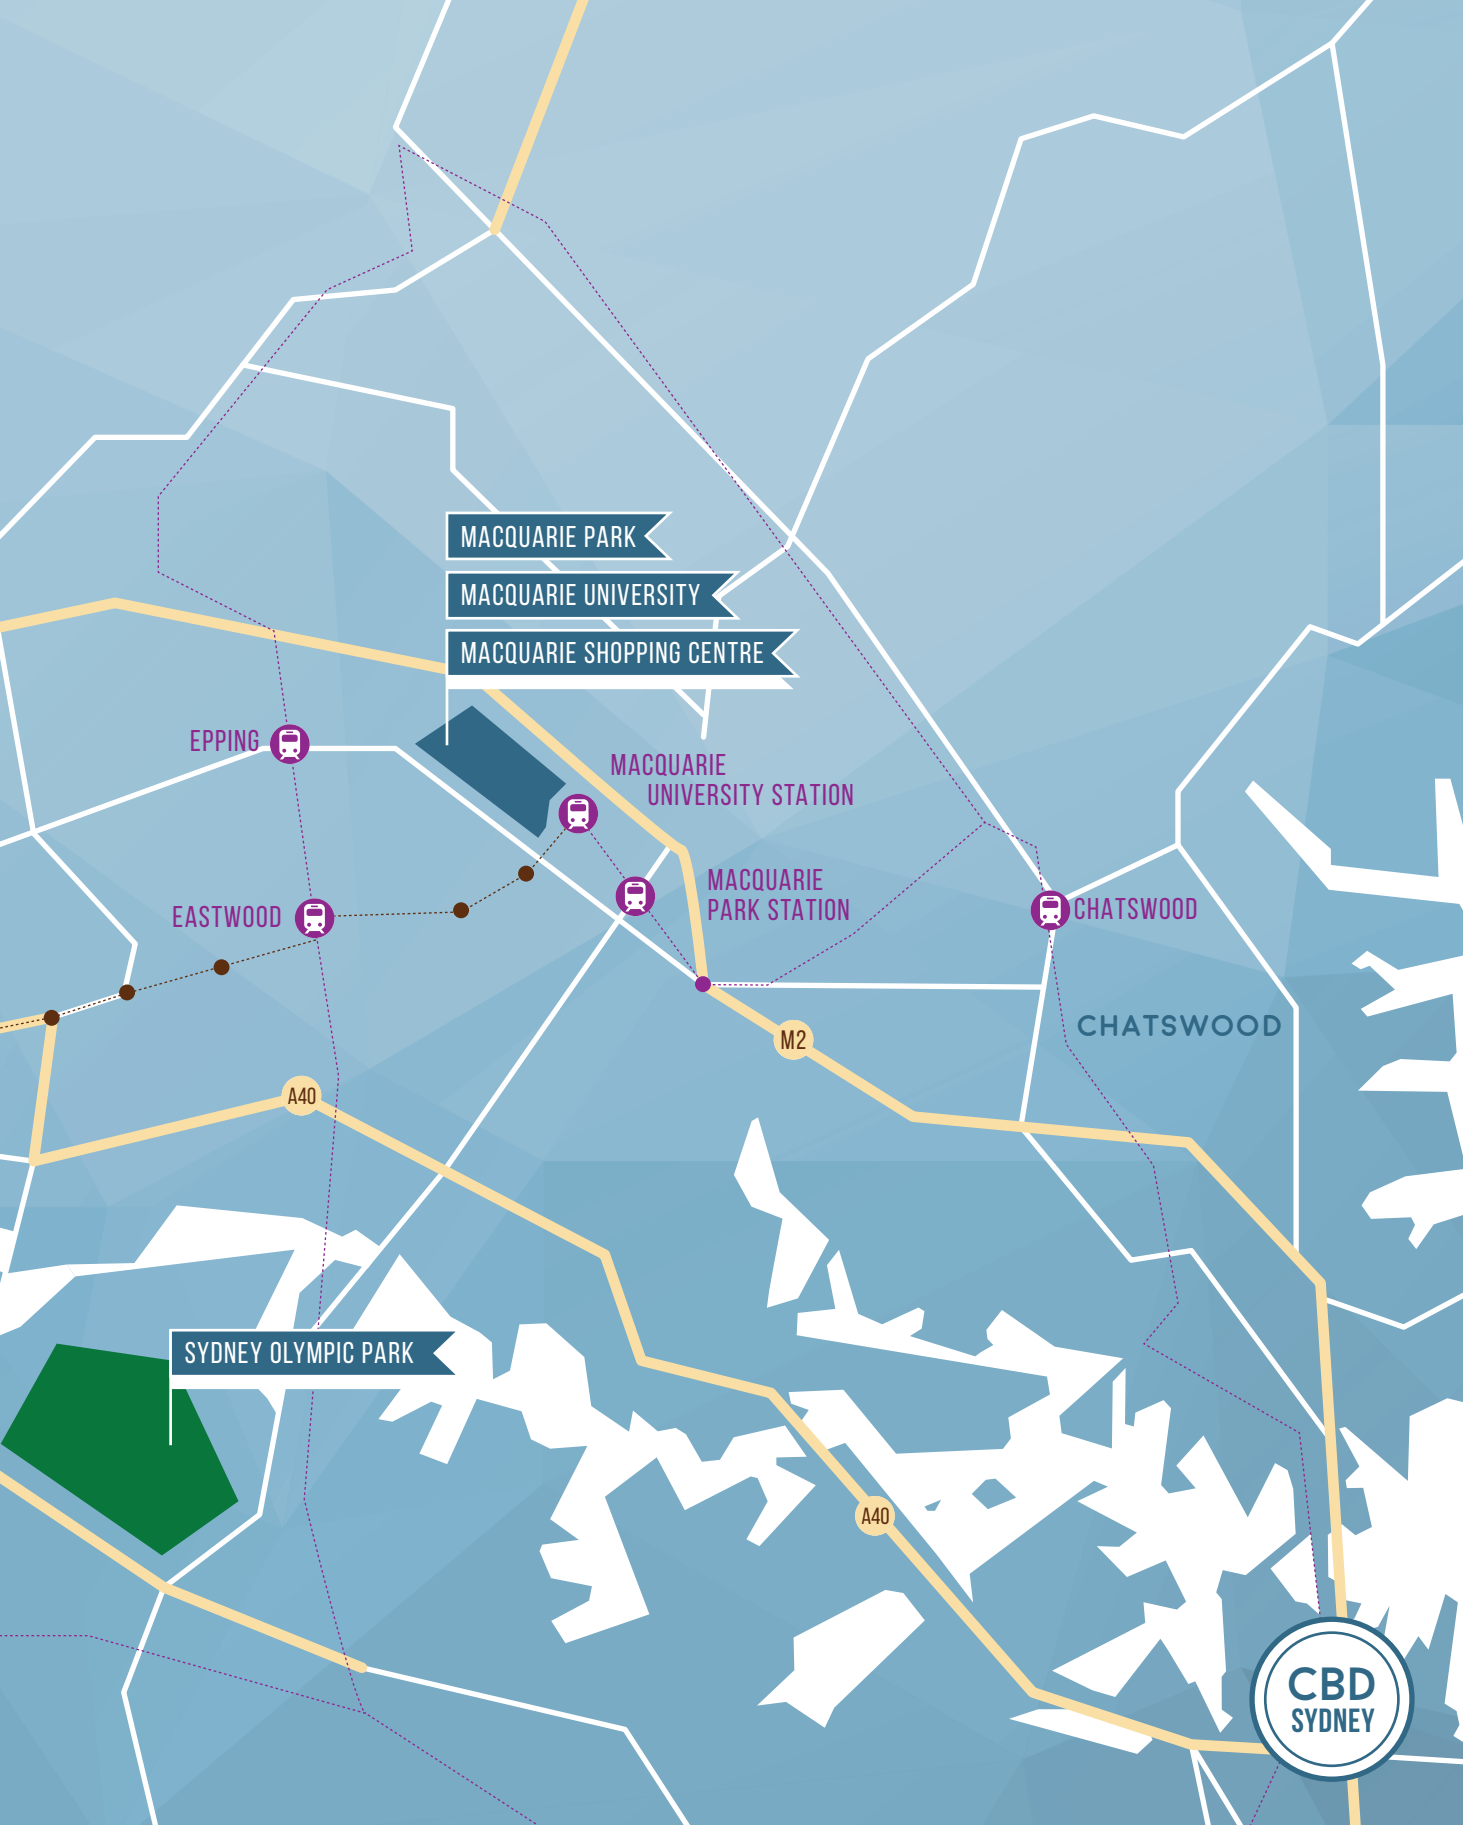 MACQUARIE PARK
MACQUARIE UNIVERSITY
MACQUARIE SHOPPING CENTRE
EPPING
MACQUARIE
UNIVERSITY STATION
MACQUARIE
PARK STATION
EASTWOOD
CHATSWOOD
CHATSWOOD
M2
A40
SYDNEY OLYMPIC PARK
A40
CBD
SYDNEY